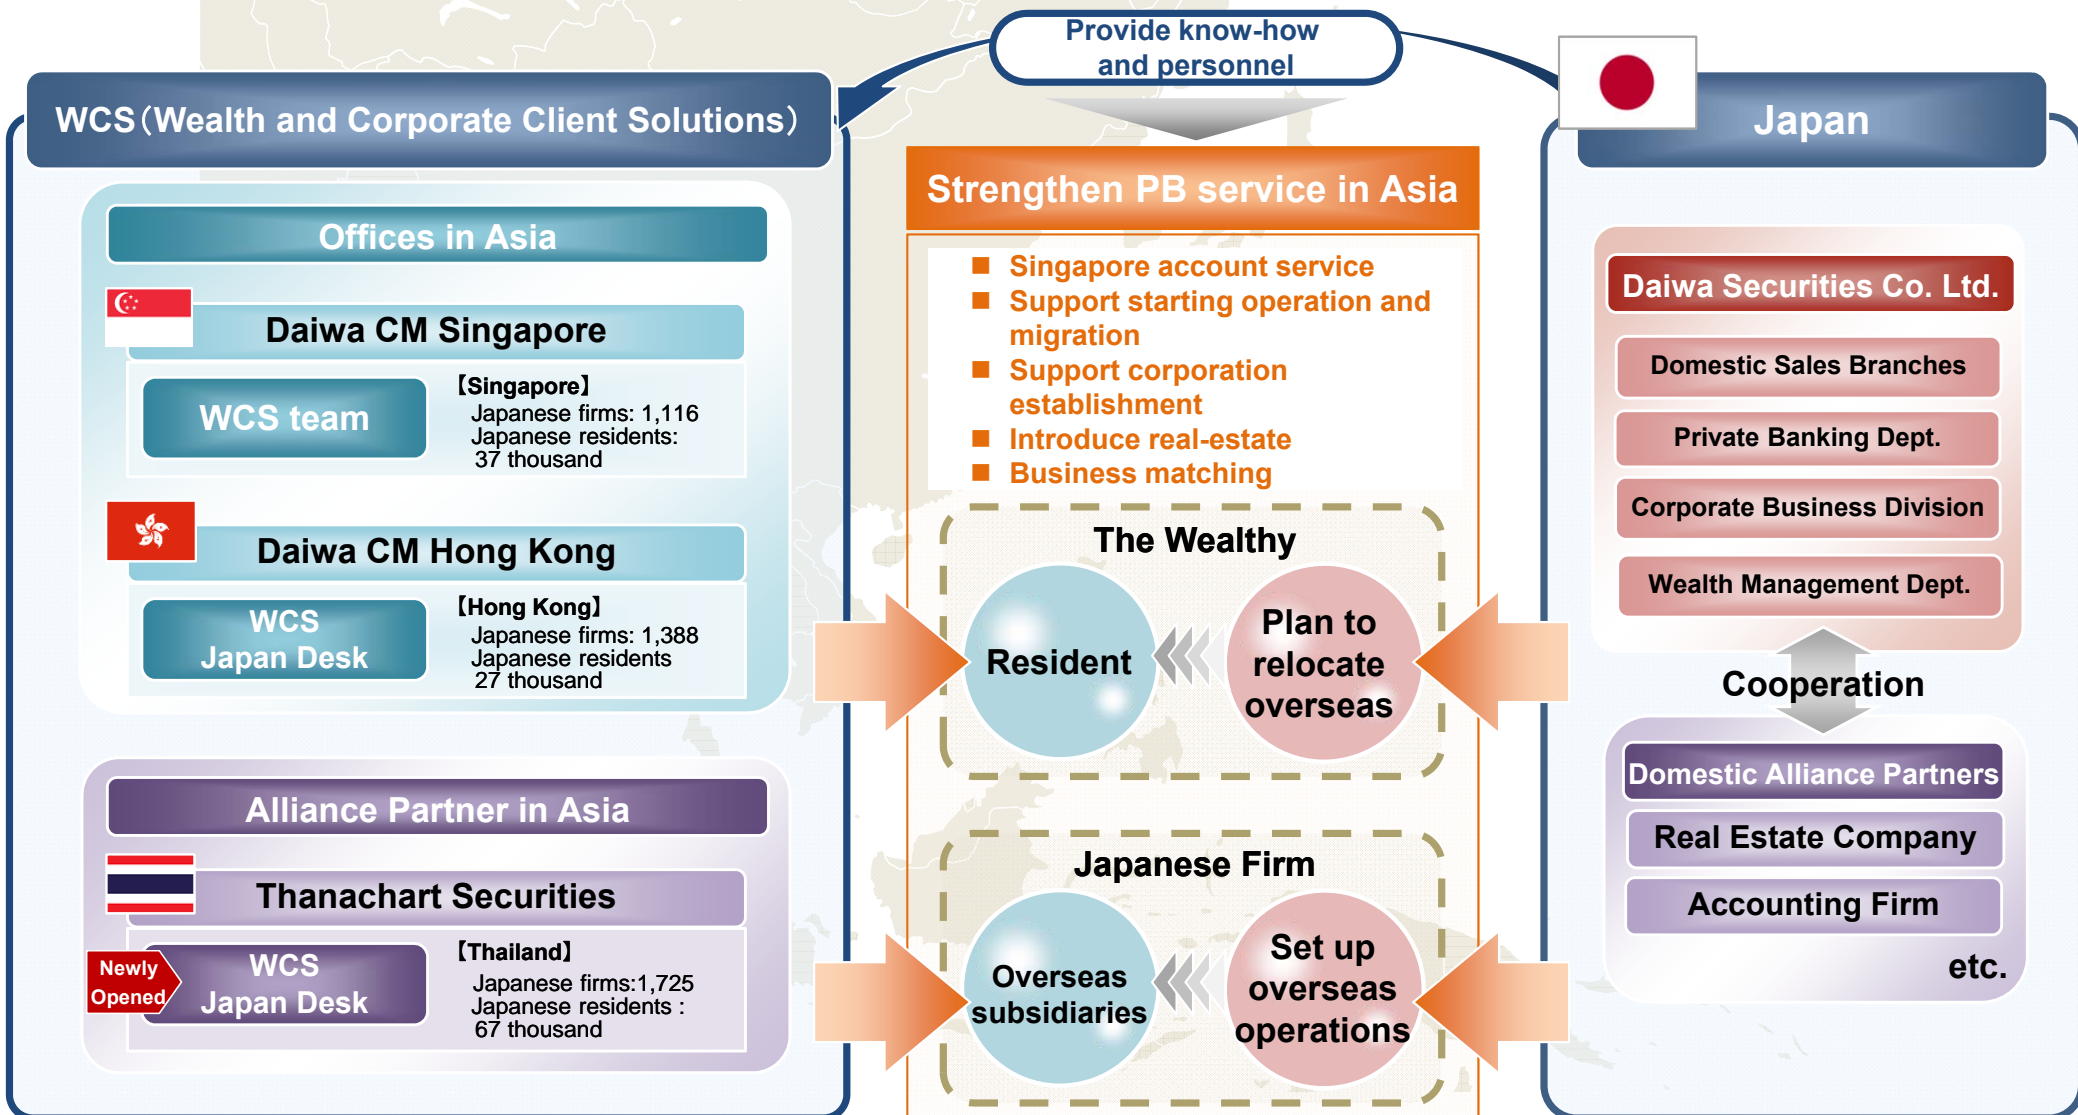 Provide know-how
and personnel
WCS（Wealth and Corporate Client Solutions）
Offices in Asia
Daiwa CM Singapore
WCS team
【Singapore】
Japanese firms: 1,116
Japanese residents:
37 thousand
Daiwa CM Hong Kong
WCS
Japan Desk
【Hong Kong】
Japanese firms: 1,388
Japanese residents
27 thousand
Alliance Partner in Asia
Thanachart Securities
Newly
Opened
WCS
Japan Desk
【Thailand】
Japanese firms:1,725
Japanese residents :
67 thousand
Strengthen PB service in Asia
■ Singapore account service
■ Support starting operation and
migration
■ Support corporation
establishment
■ Introduce real-estate
■ Business matching
The Wealthy
Resident
Plan to
relocate
overseas
Japanese Firm
Overseas
subsidiaries
Set up
overseas
operations
Japan
Daiwa Securities Co. Ltd.
Domestic Sales Branches
Private Banking Dept.
Corporate Business Division
Wealth Management Dept.
Cooperation
Domestic Alliance Partners
Real Estate Company
Accounting Firm
etc.